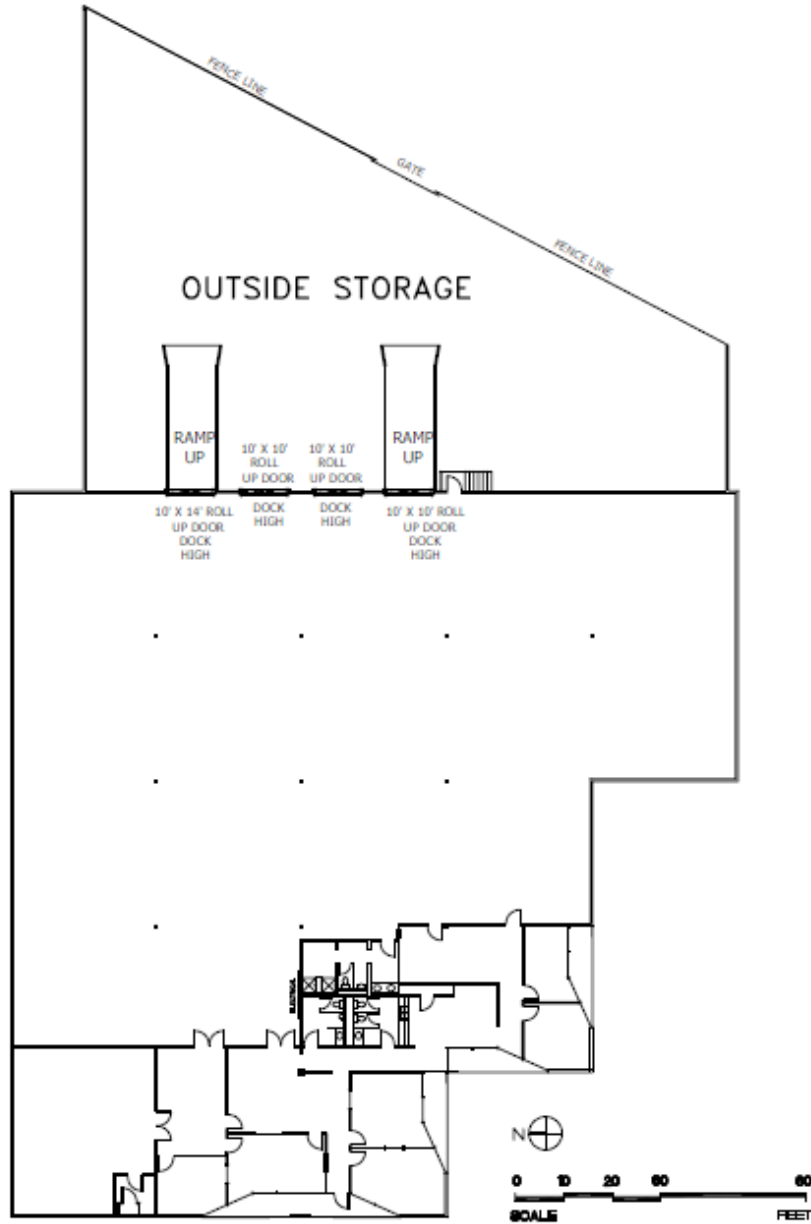 FENCE LINE
GATE
FENCE LINE
OUTSIDE STORAGE
RAMP
UP
10' X 10'
ROLL
UP DOOR
10' X 10'
ROLL
UP DOOR
RAMP
UP
10' X 14' ROLL
UP DOOR
DOCK
HIGH
DOCK
HIGH
DOCK
HIGH
10' X 10' ROLL
UP DOOR
DOCK
HIGH
N
0 10 20 60
SCALE FEET